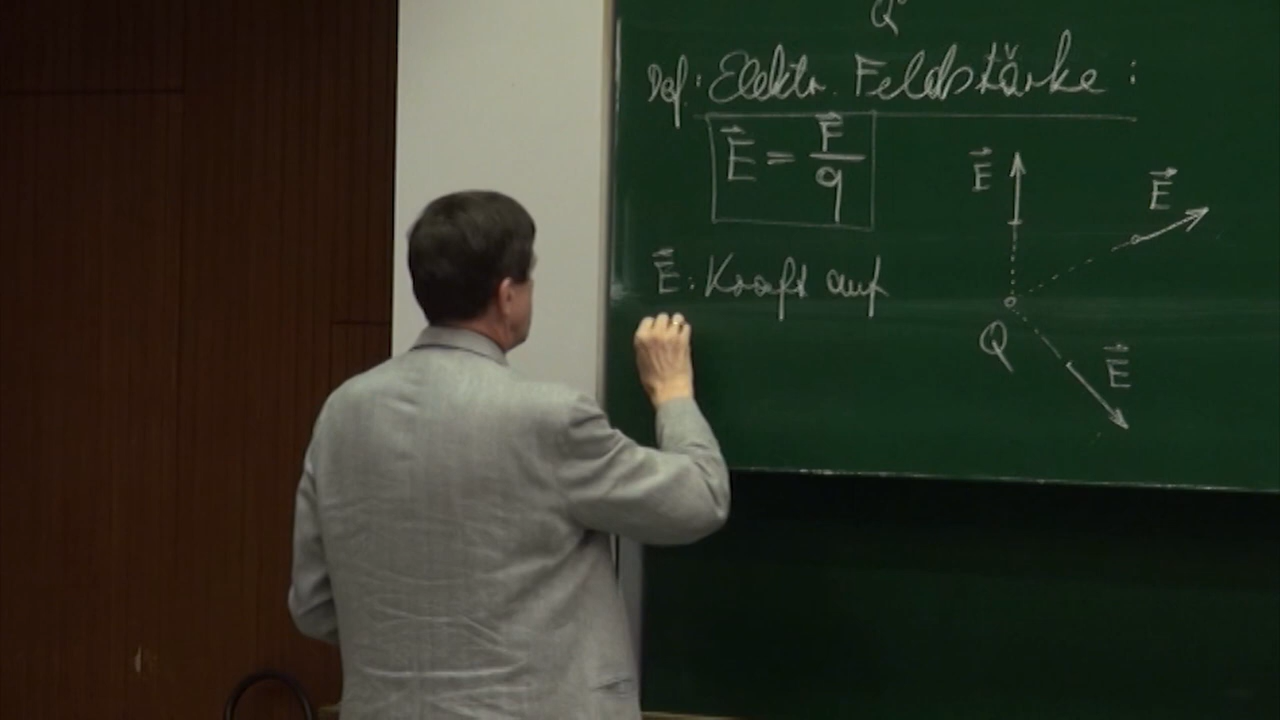 Q
Def.: Elektr. Feldstärke:
E⃗ = F⃗ / q
E⃗
E⃗
E⃗: Kraft auf
Q
E⃗